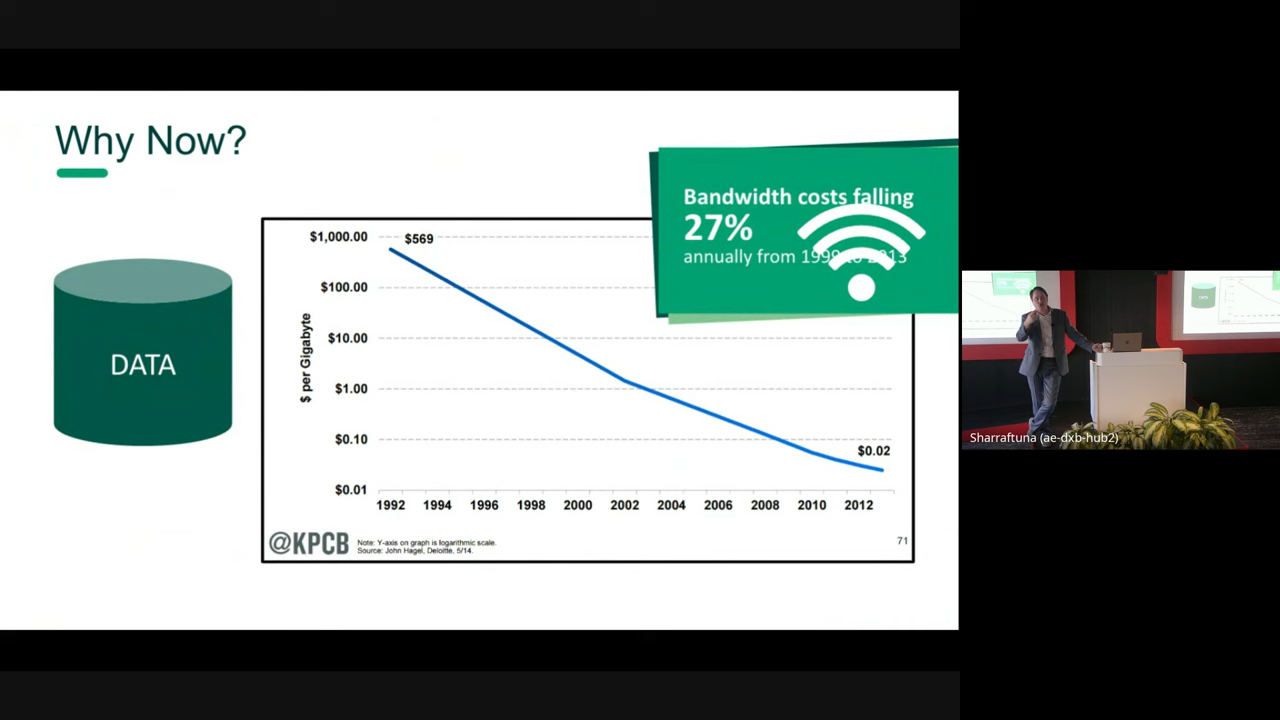 Why Now?
Bandwidth costs falling
27%
annually from 1999 to 2013
DATA
$ per Gigabyte
$1,000.00
$100.00
$10.00
$1.00
$0.10
$0.01
$569
$0.02
1992 1994 1996 1998 2000 2002 2004 2006 2008 2010 2012
@KPCB
Note: Y-axis on graph is logarithmic scale.
Source: John Hagel, Deloitte, 5/14.
71
Sharraftuna (ae-dxb-hub2)